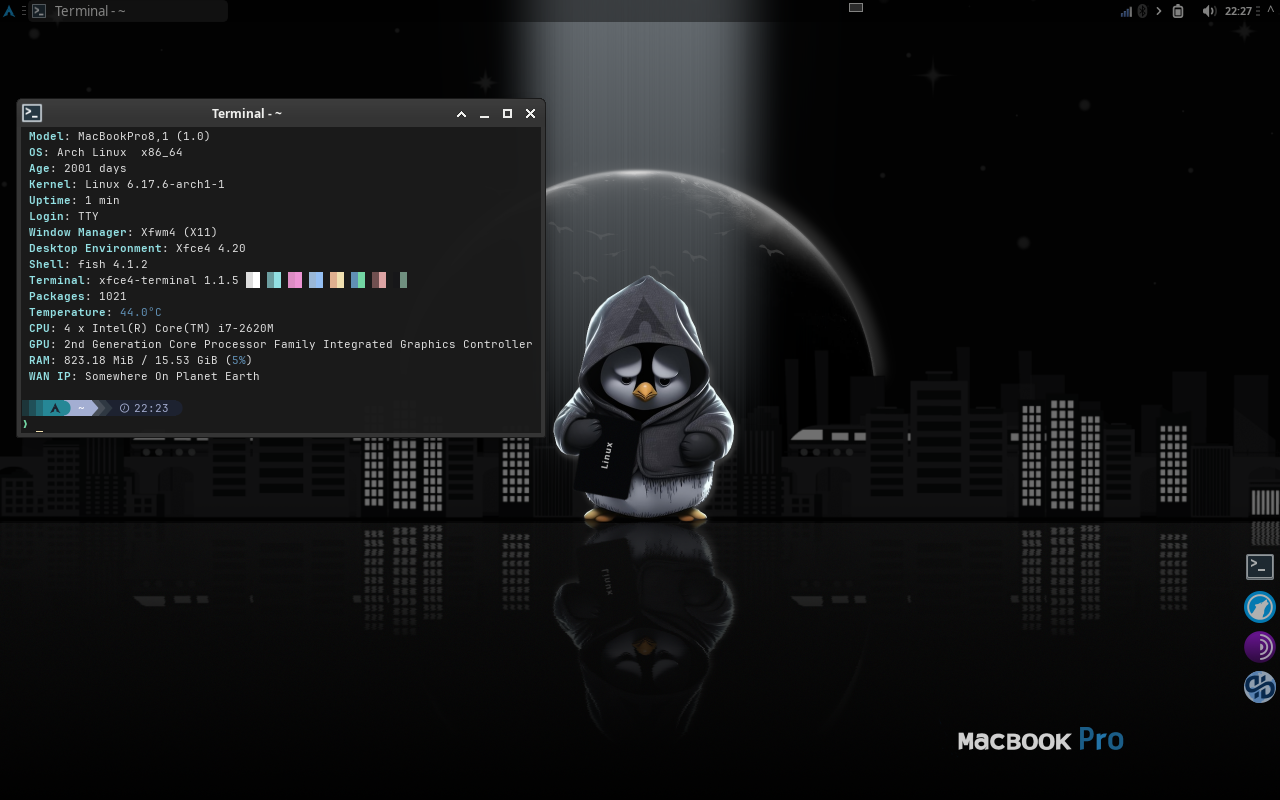 Terminal - ~
22:27
Terminal - ~
Model: MacBookPro8,1 (1.0)
OS: Arch Linux  x86_64
Age: 2001 days
Kernel: Linux 6.17.6-arch1-1
Uptime: 1 min
Login: TTY
Window Manager: Xfwm4 (X11)
Desktop Environment: Xfce4 4.20
Shell: fish 4.1.2
Terminal: xfce4-terminal 1.1.5
Packages: 1021
Temperature: 44.0°C
CPU: 4 x Intel(R) Core(TM) i7-2620M
GPU: 2nd Generation Core Processor Family Integrated Graphics Controller
RAM: 823.18 MiB / 15.53 GiB (5%)
WAN IP: Somewhere On Planet Earth
~ 22:23
❯ _
Linux
MacBook Pro